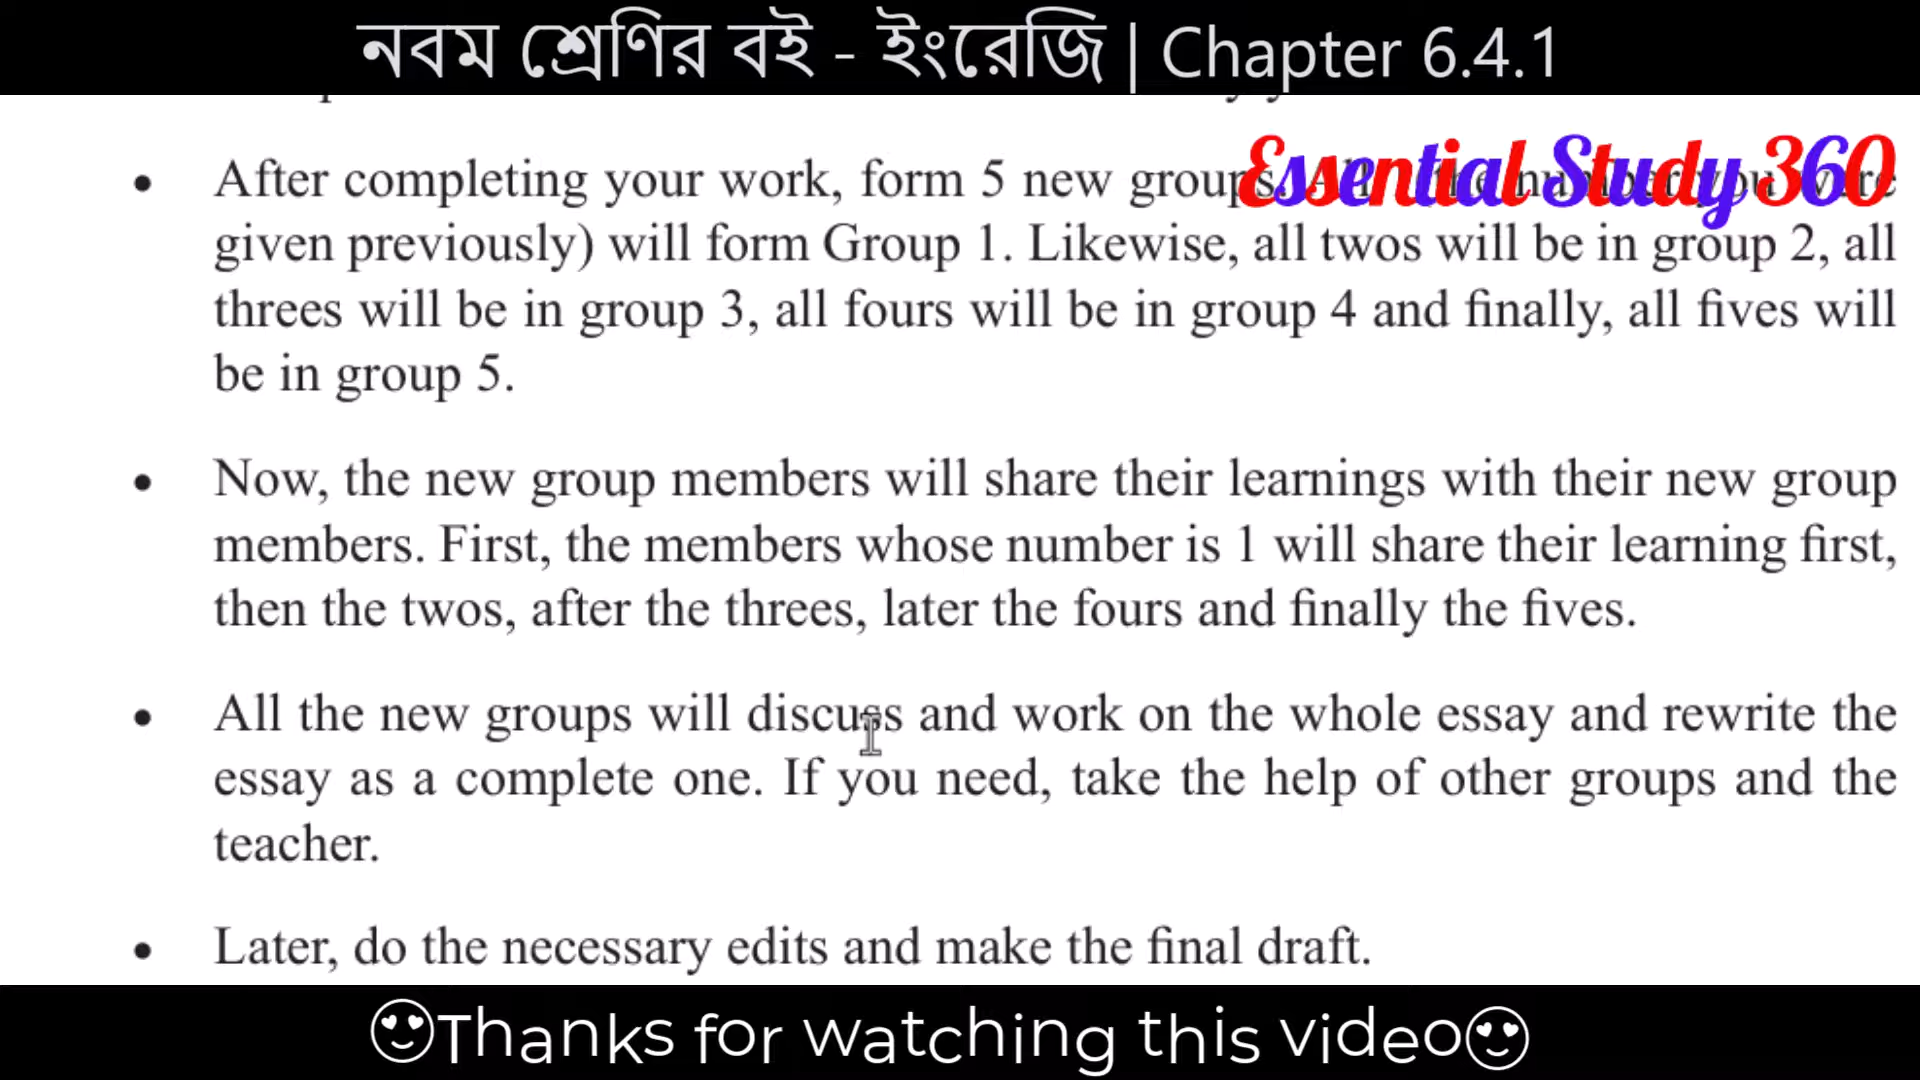 নবম শ্রেণির বই - ইংরেজি | Chapter 6.4.1
Essential Study 360
After completing your work, form 5 new groups. number you were
given previously) will form Group 1. Likewise, all twos will be in group 2, all
threes will be in group 3, all fours will be in group 4 and finally, all fives will
be in group 5.
Now, the new group members will share their learnings with their new group
members. First, the members whose number is 1 will share their learning first,
then the twos, after the threes, later the fours and finally the fives.
All the new groups will discuss and work on the whole essay and rewrite the
essay as a complete one. If you need, take the help of other groups and the
teacher.
Later, do the necessary edits and make the final draft.
Thanks for watching this video